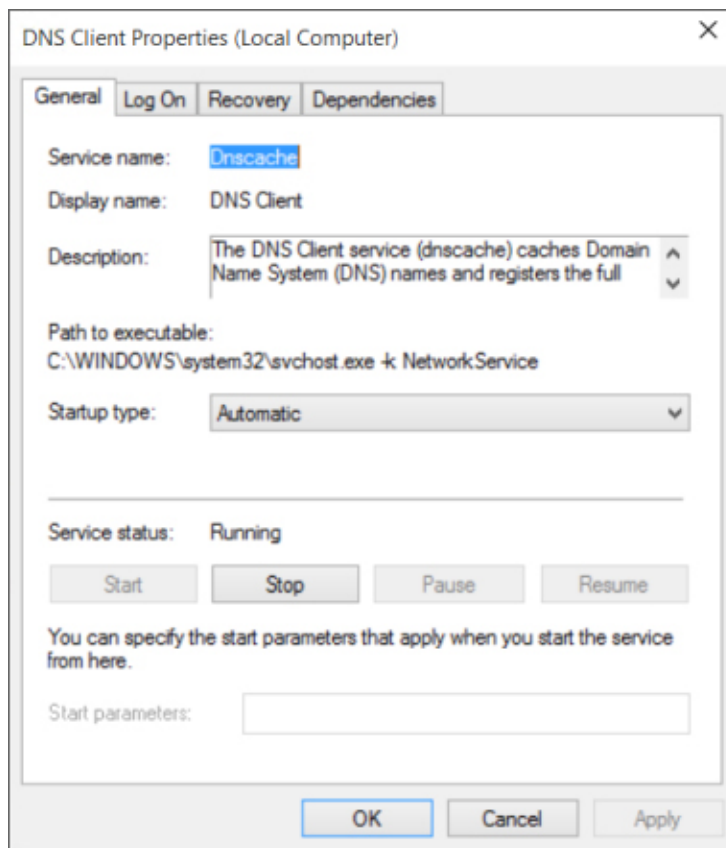 DNS Client Properties (Local Computer)
General Log On Recovery Dependencies
Service name: Dnscache
Display name: DNS Client
Description: The DNS Client service (dnscache) caches Domain
Name System (DNS) names and registers the full
Path to executable:
C:\WINDOWS\system32\svchost.exe -k NetworkService
Startup type: Automatic
Service status: Running
Start Stop Pause Resume
You can specify the start parameters that apply when you start the service
from here.
Start parameters:
OK Cancel Apply